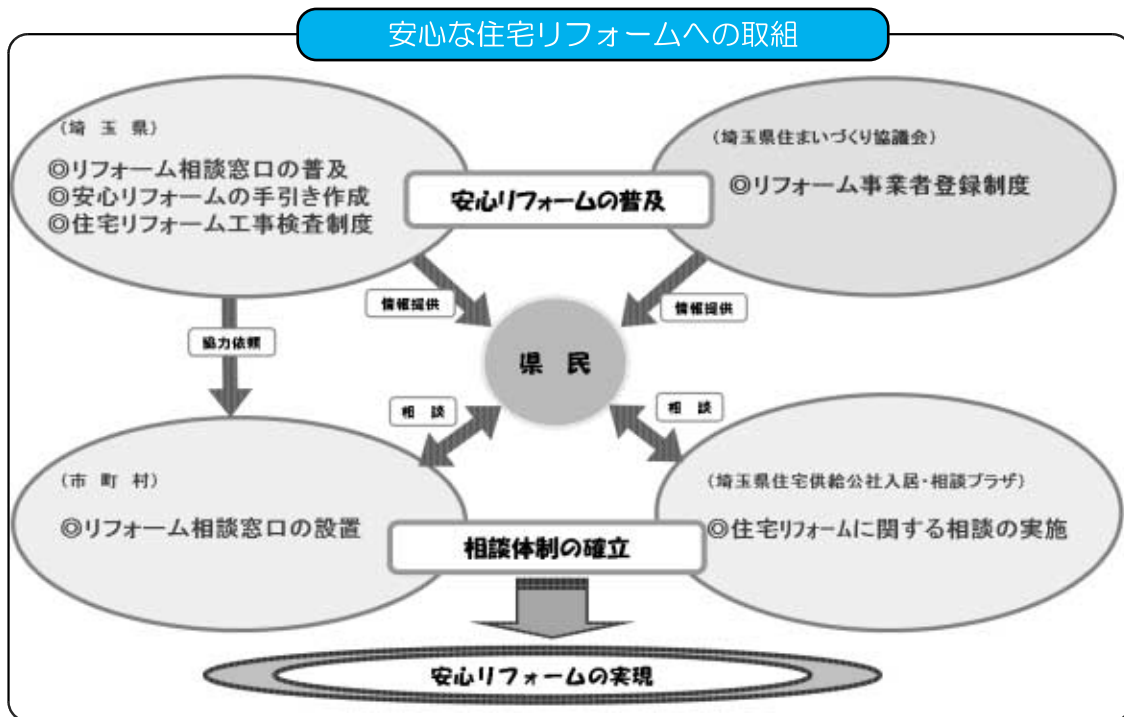 安心な住宅リフォームへの取組
（埼 玉 県）
◎リフォーム相談窓口の普及
◎安心リフォームの手引き作成
◎住宅リフォーム工事検査制度
（埼玉県住まいづくり協議会）
◎リフォーム事業者登録制度
安心リフォームの普及
情報提供
情報提供
協力依頼
県 民
相 談
相 談
（市 町 村）
◎リフォーム相談窓口の設置
（埼玉県住宅供給公社入居・相談プラザ）
◎住宅リフォームに関する相談の実施
相談体制の確立
安心リフォームの実現